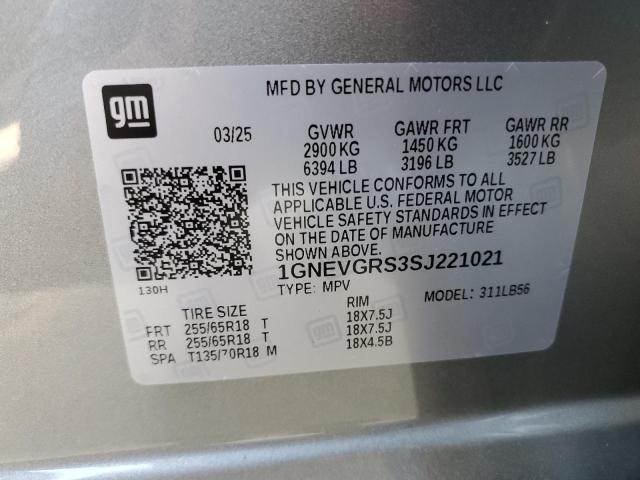 gm
MFD BY GENERAL MOTORS LLC
03/25 GVWR GAWR FRT GAWR RR
2900 KG 1450 KG 1600 KG
6394 LB 3196 LB 3527 LB
THIS VEHICLE CONFORMS TO ALL
APPLICABLE U.S. FEDERAL MOTOR
VEHICLE SAFETY STANDARDS IN EFFECT
ON THE DATE OF MANUFACTURE
SHOWN ABOVE.
1GNEVGRS3SJ221021
130H
TYPE: MPV MODEL: 311LB56
TIRE SIZE RIM
FRT 255/65R18 T 18X7.5J
RR 255/65R18 T 18X7.5J
SPA T135/70R18 M 18X4.5B